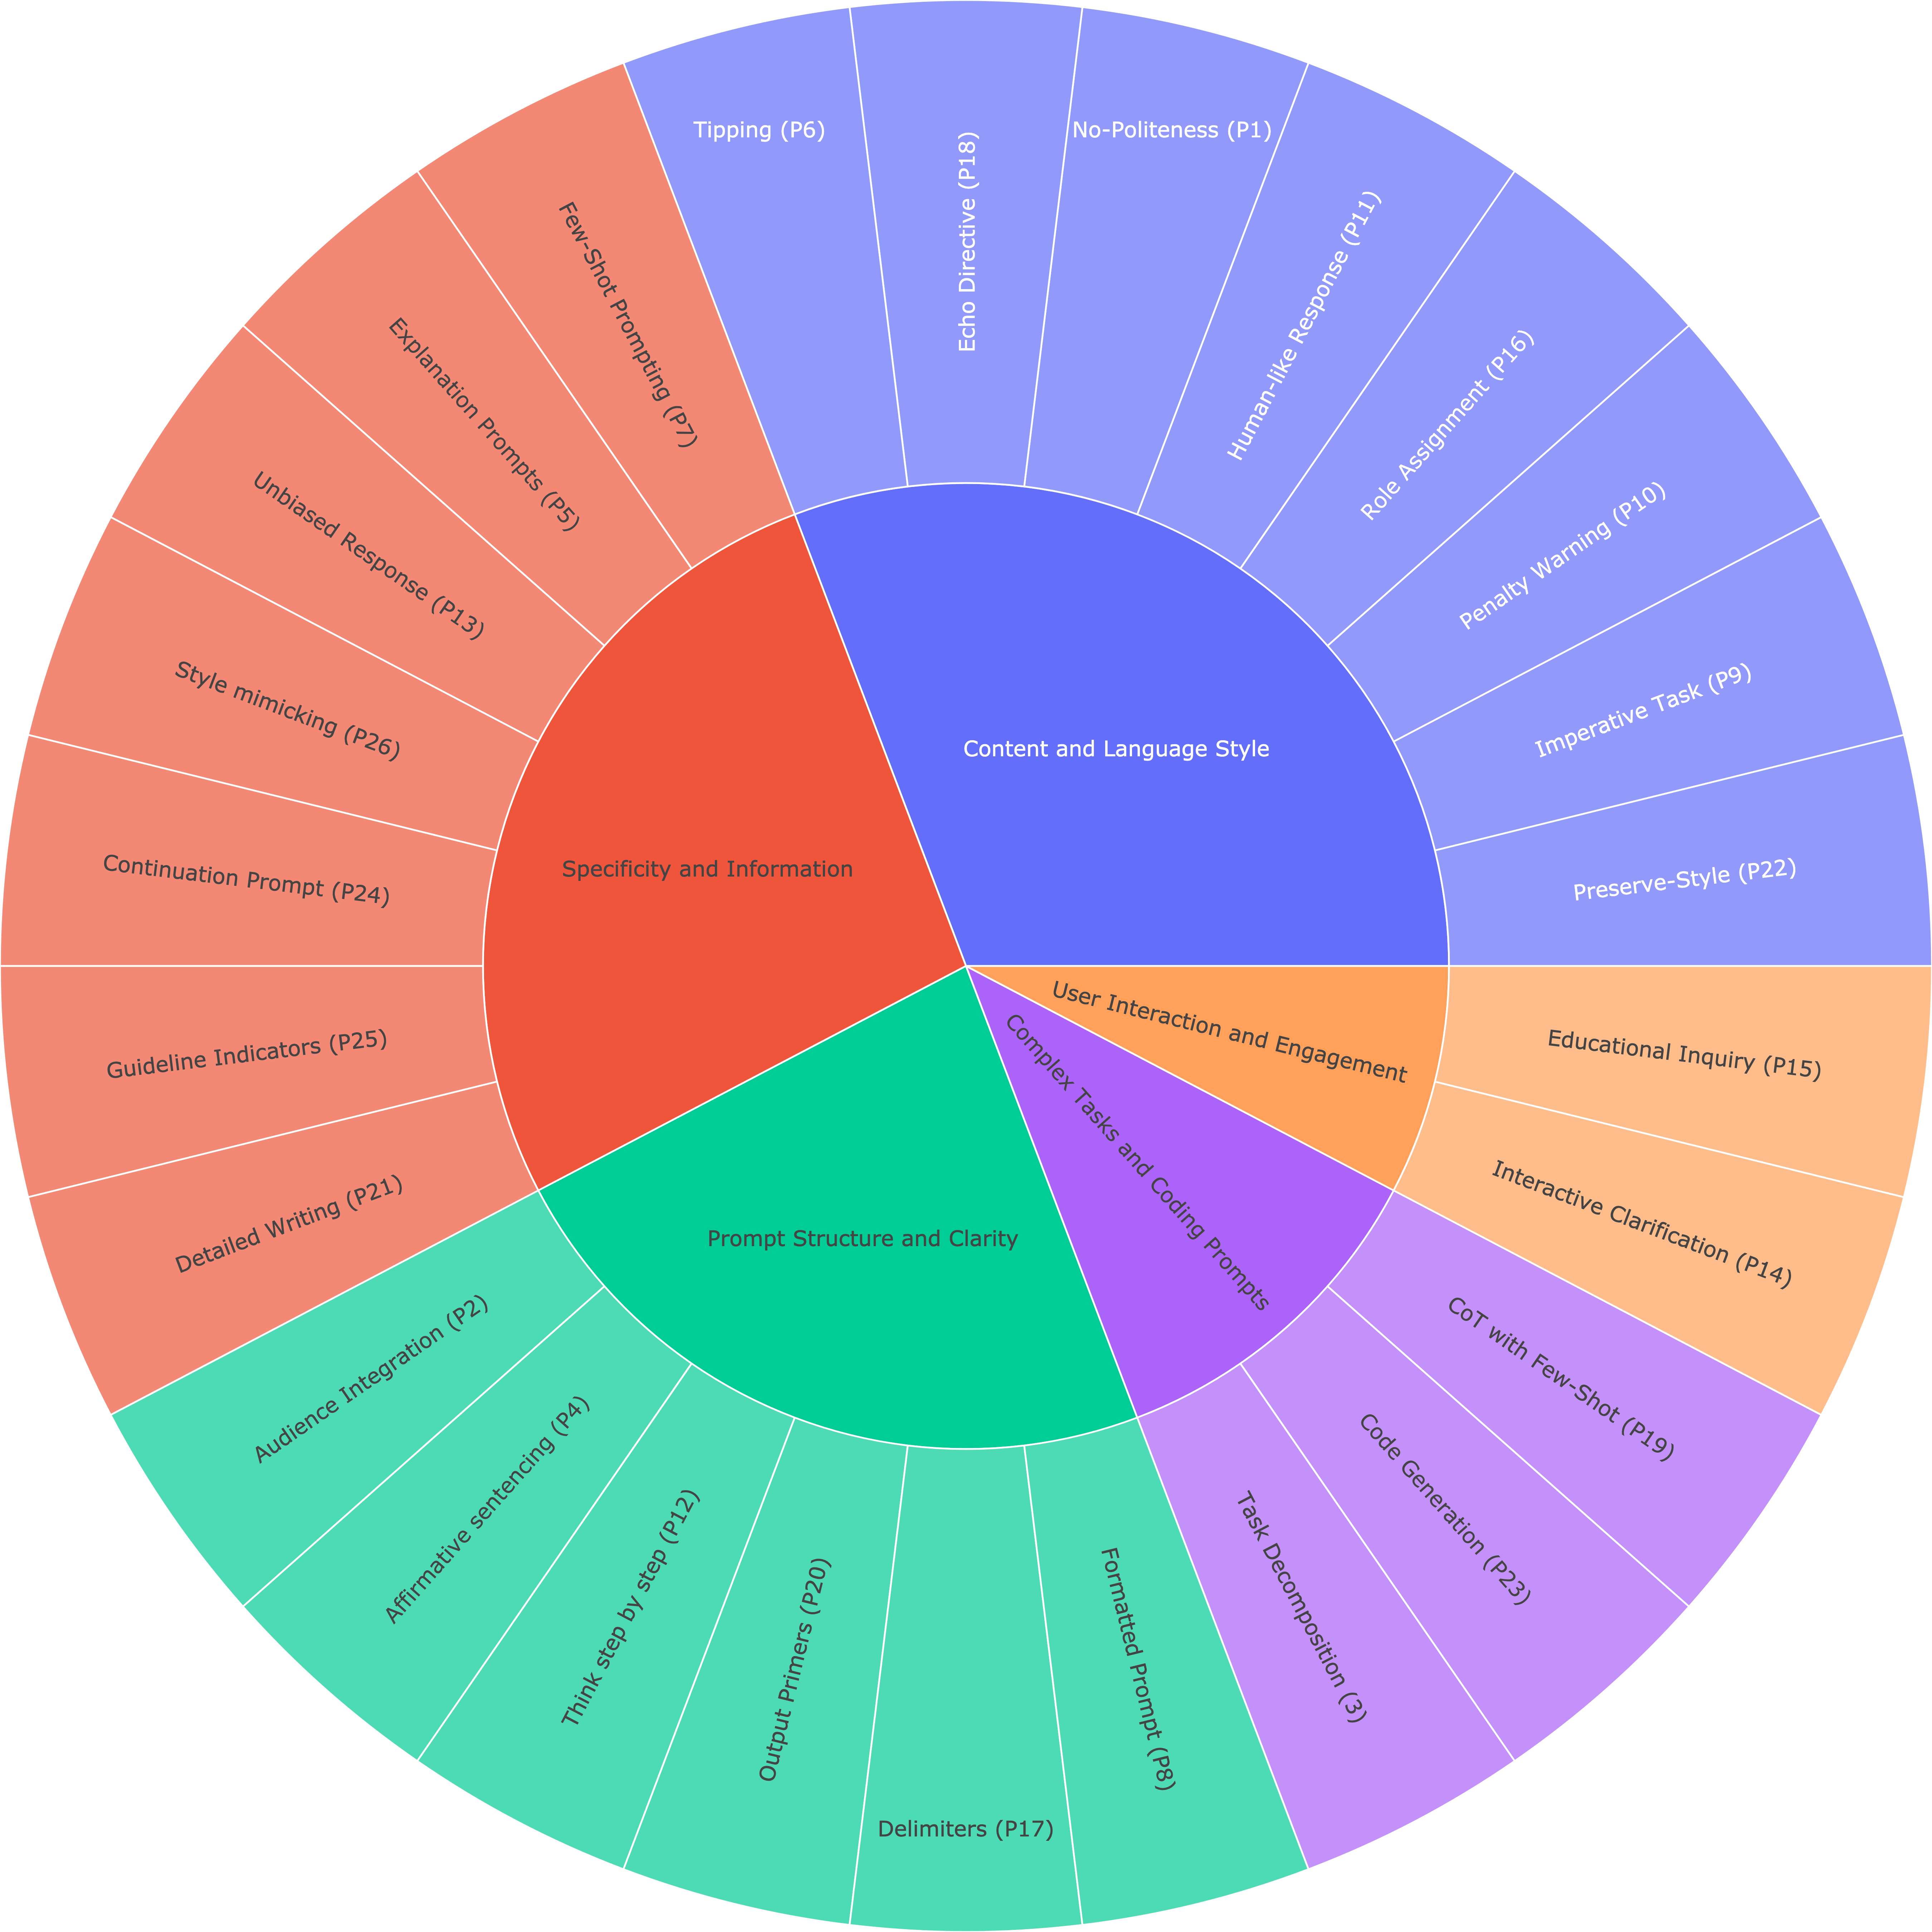 Tipping (P6)
Echo Directive (P18)
No-Politeness (P1)
Human-like Response (P11)
Role Assignment (P16)
Penalty Warning (P10)
Imperative Task (P9)
Preserve-Style (P22)
Content and Language Style
Few-Shot Prompting (P7)
Explanation Prompts (P5)
Unbiased Response (P13)
Style mimicking (P26)
Continuation Prompt (P24)
Guideline Indicators (P25)
Detailed Writing (P21)
Specificity and Information
User Interaction and Engagement
Educational Inquiry (P15)
Interactive Clarification (P14)
Complex Tasks and Coding Prompts
CoT with Few-Shot (P19)
Code Generation (P23)
Task Decomposition (3)
Prompt Structure and Clarity
Audience Integration (P2)
Affirmative sentencing (P4)
Think step by step (P12)
Output Primers (P20)
Delimiters (P17)
Formatted Prompt (P8)